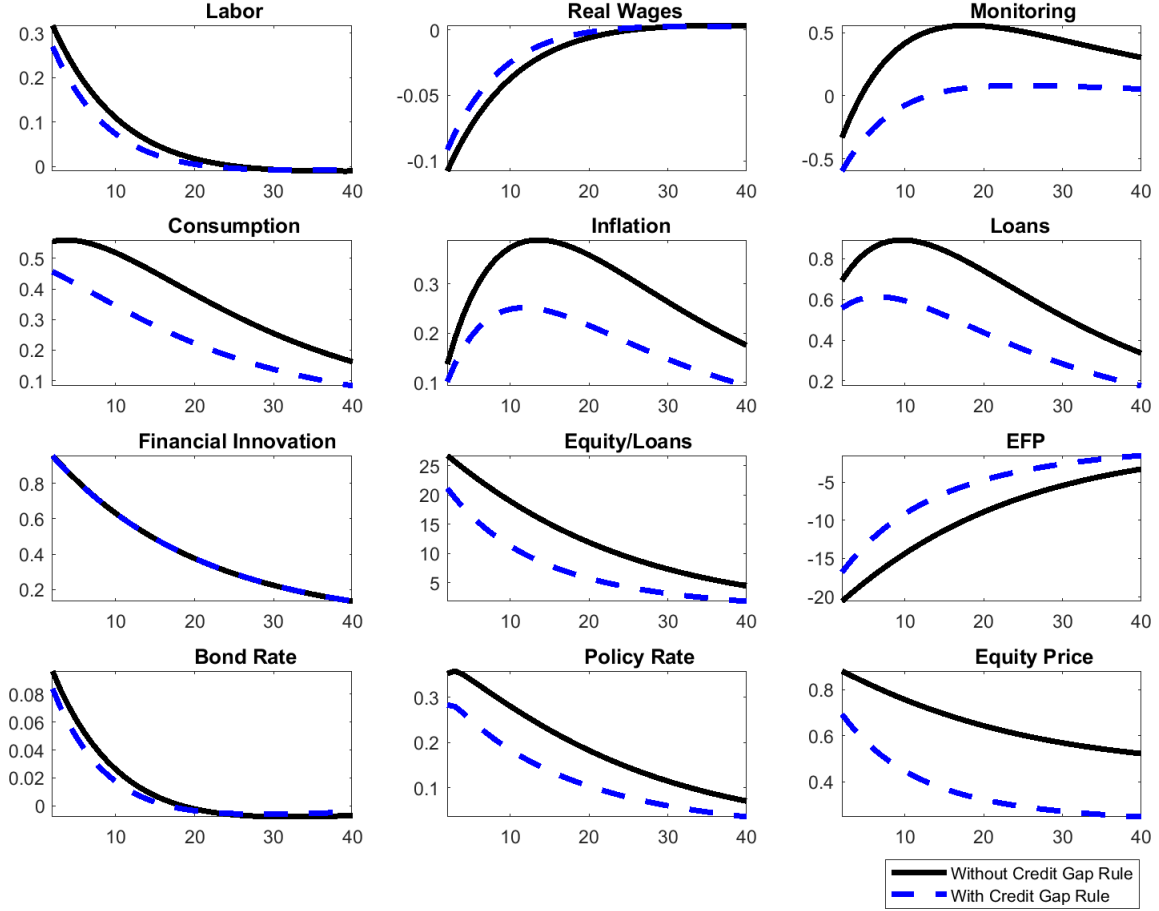 Labor
0.3
0.2
0.1
0
10 20 30 40
Real Wages
0
-0.05
-0.1
10 20 30 40
Monitoring
0.5
0
-0.5
10 20 30 40
Consumption
0.5
0.4
0.3
0.2
0.1
10 20 30 40
Inflation
0.3
0.2
0.1
10 20 30 40
Loans
0.8
0.6
0.4
0.2
10 20 30 40
Financial Innovation
0.8
0.6
0.4
0.2
10 20 30 40
Equity/Loans
25
20
15
10
5
10 20 30 40
EFP
-5
-10
-15
-20
10 20 30 40
Bond Rate
0.08
0.06
0.04
0.02
0
10 20 30 40
Policy Rate
0.3
0.2
0.1
10 20 30 40
Equity Price
0.8
0.6
0.4
10 20 30 40
Without Credit Gap Rule
With Credit Gap Rule